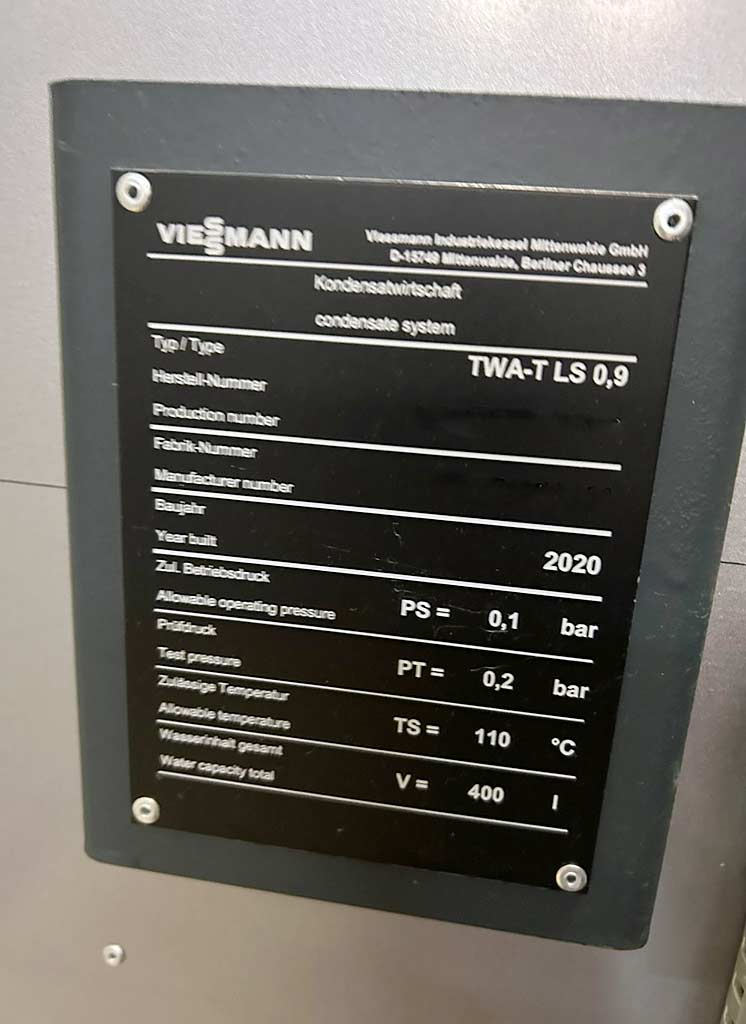 VIESSMANN
Viessmann Industriekessel Mittenwalde GmbH
D-15749 Mittenwalde, Berliner Chaussee 3
Kondensatwirtschaft
condensate system
Typ / Type TWA-T LS 0,9
Herstell-Nummer
Production number
Fabrik-Nummer
Manufacturer number
Baujahr
Year built 2020
Zul. Betriebsdruck
Allowable operating pressure PS = 0,1 bar
Prüfdruck
Test pressure PT = 0,2 bar
Zulässige Temperatur
Allowable temperature TS = 110 °C
Wasserinhalt gesamt
Water capacity total V = 400 l